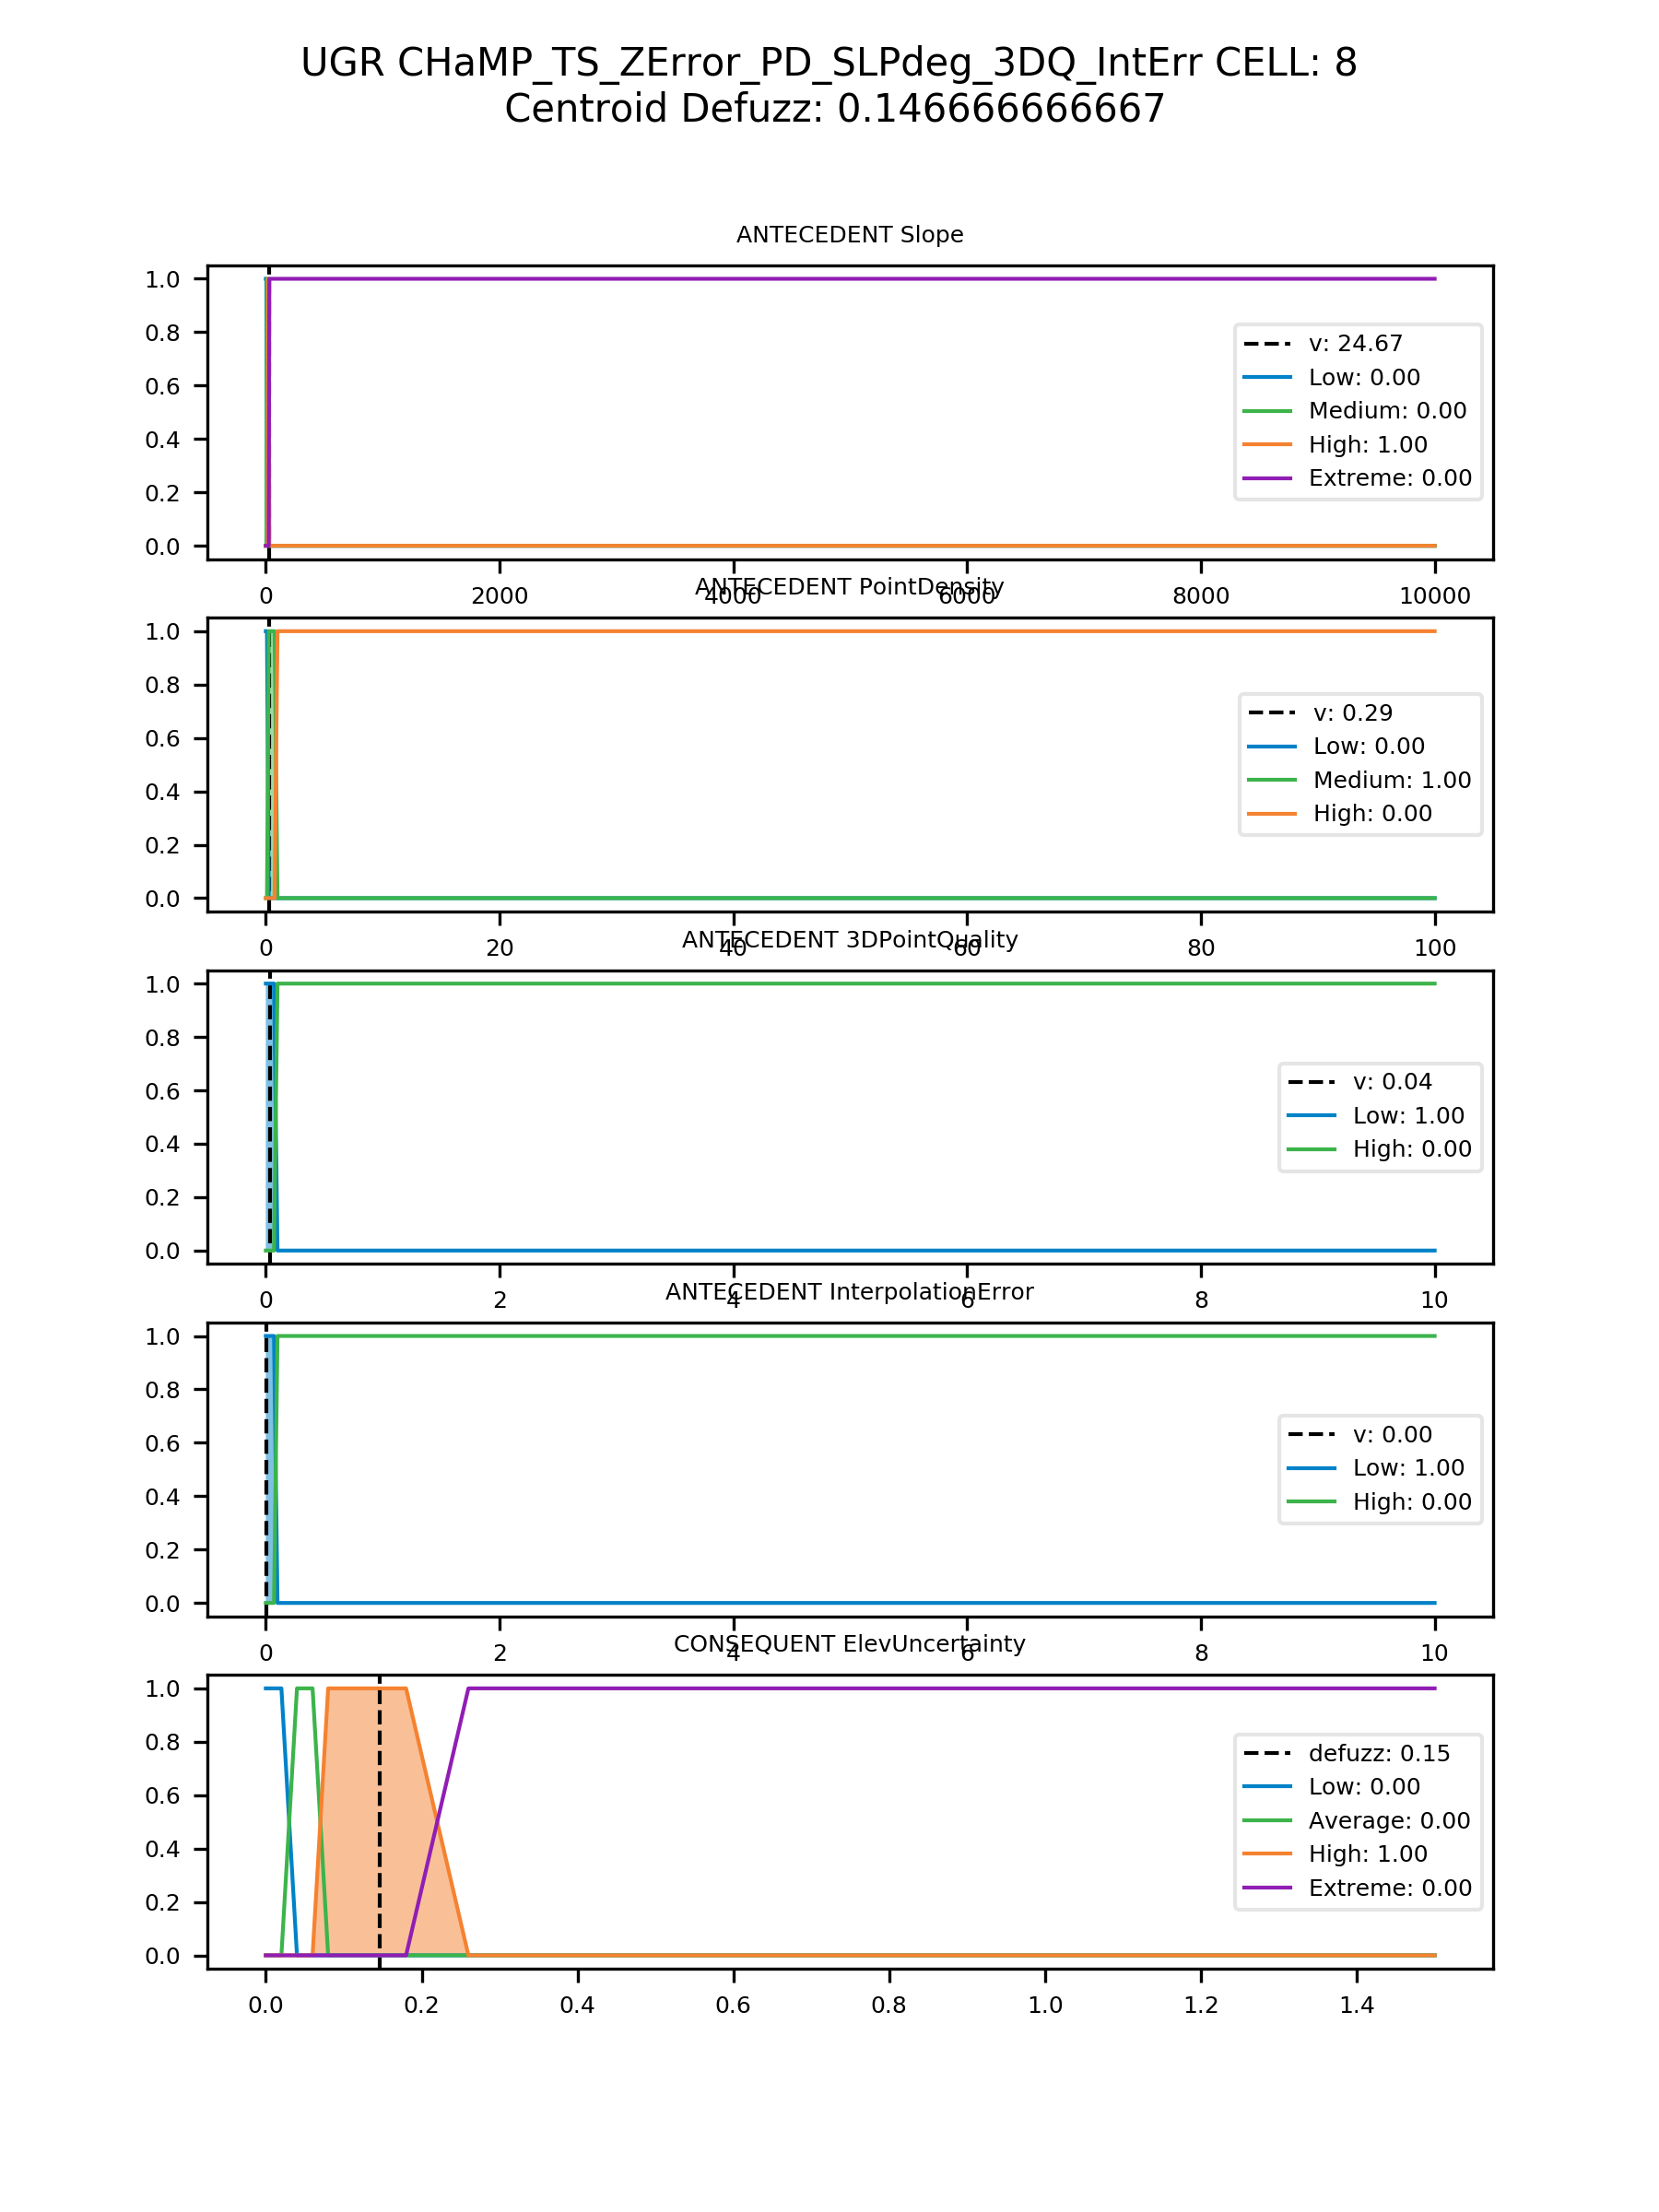 UGR CHaMP_TS_ZError_PD_SLPdeg_3DQ_IntErr CELL: 8
Centroid Defuzz: 0.146666666667
ANTECEDENT Slope
1.0
0.8
0.6
0.4
0.2
0.0
v: 24.67
Low: 0.00
Medium: 0.00
High: 1.00
Extreme: 0.00
0 2000 4000 6000 8000 10000
ANTECEDENT PointDensity
1.0
0.8
0.6
0.4
0.2
0.0
v: 0.29
Low: 0.00
Medium: 1.00
High: 0.00
0 20 40 60 80 100
ANTECEDENT 3DPointQuality
1.0
0.8
0.6
0.4
0.2
0.0
v: 0.04
Low: 1.00
High: 0.00
0 2 4 6 8 10
ANTECEDENT InterpolationError
1.0
0.8
0.6
0.4
0.2
0.0
v: 0.00
Low: 1.00
High: 0.00
0 2 4 6 8 10
CONSEQUENT ElevUncertainty
1.0
0.8
0.6
0.4
0.2
0.0
defuzz: 0.15
Low: 0.00
Average: 0.00
High: 1.00
Extreme: 0.00
0.0 0.2 0.4 0.6 0.8 1.0 1.2 1.4